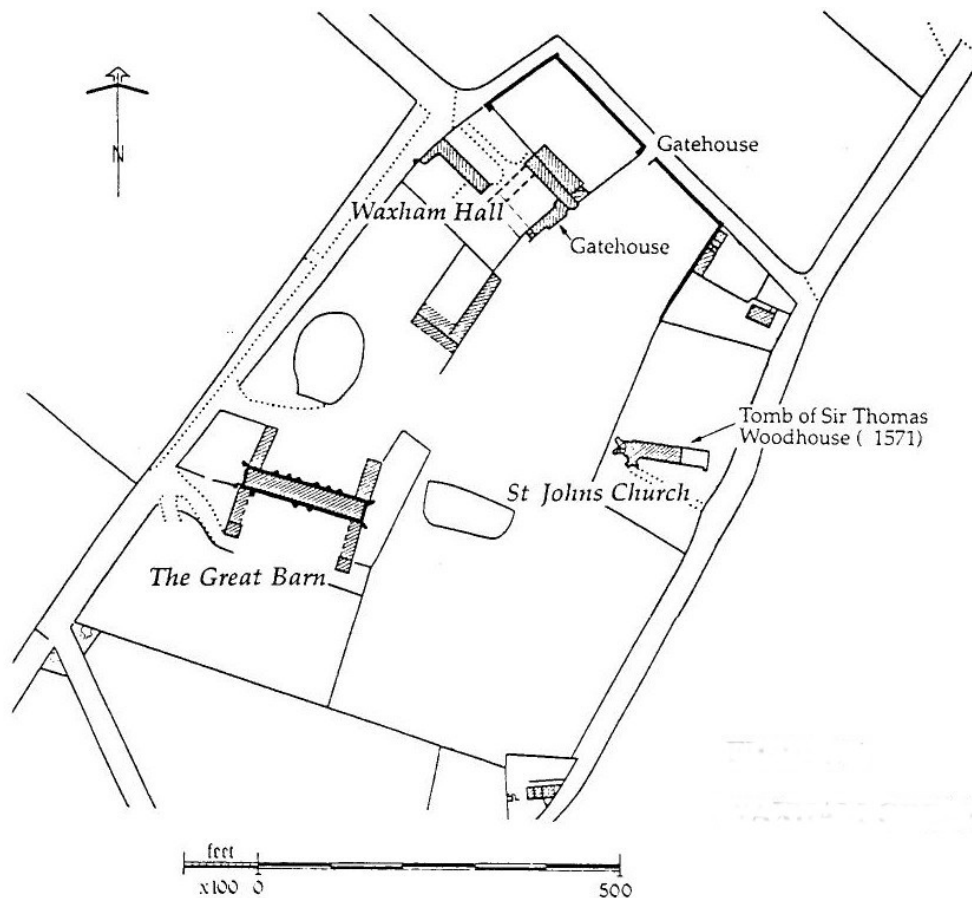 N
Gatehouse
Waxham Hall
Gatehouse
Tomb of Sir Thomas
Woodhouse ( 1571)
St Johns Church
The Great Barn
feet
x100 0 500